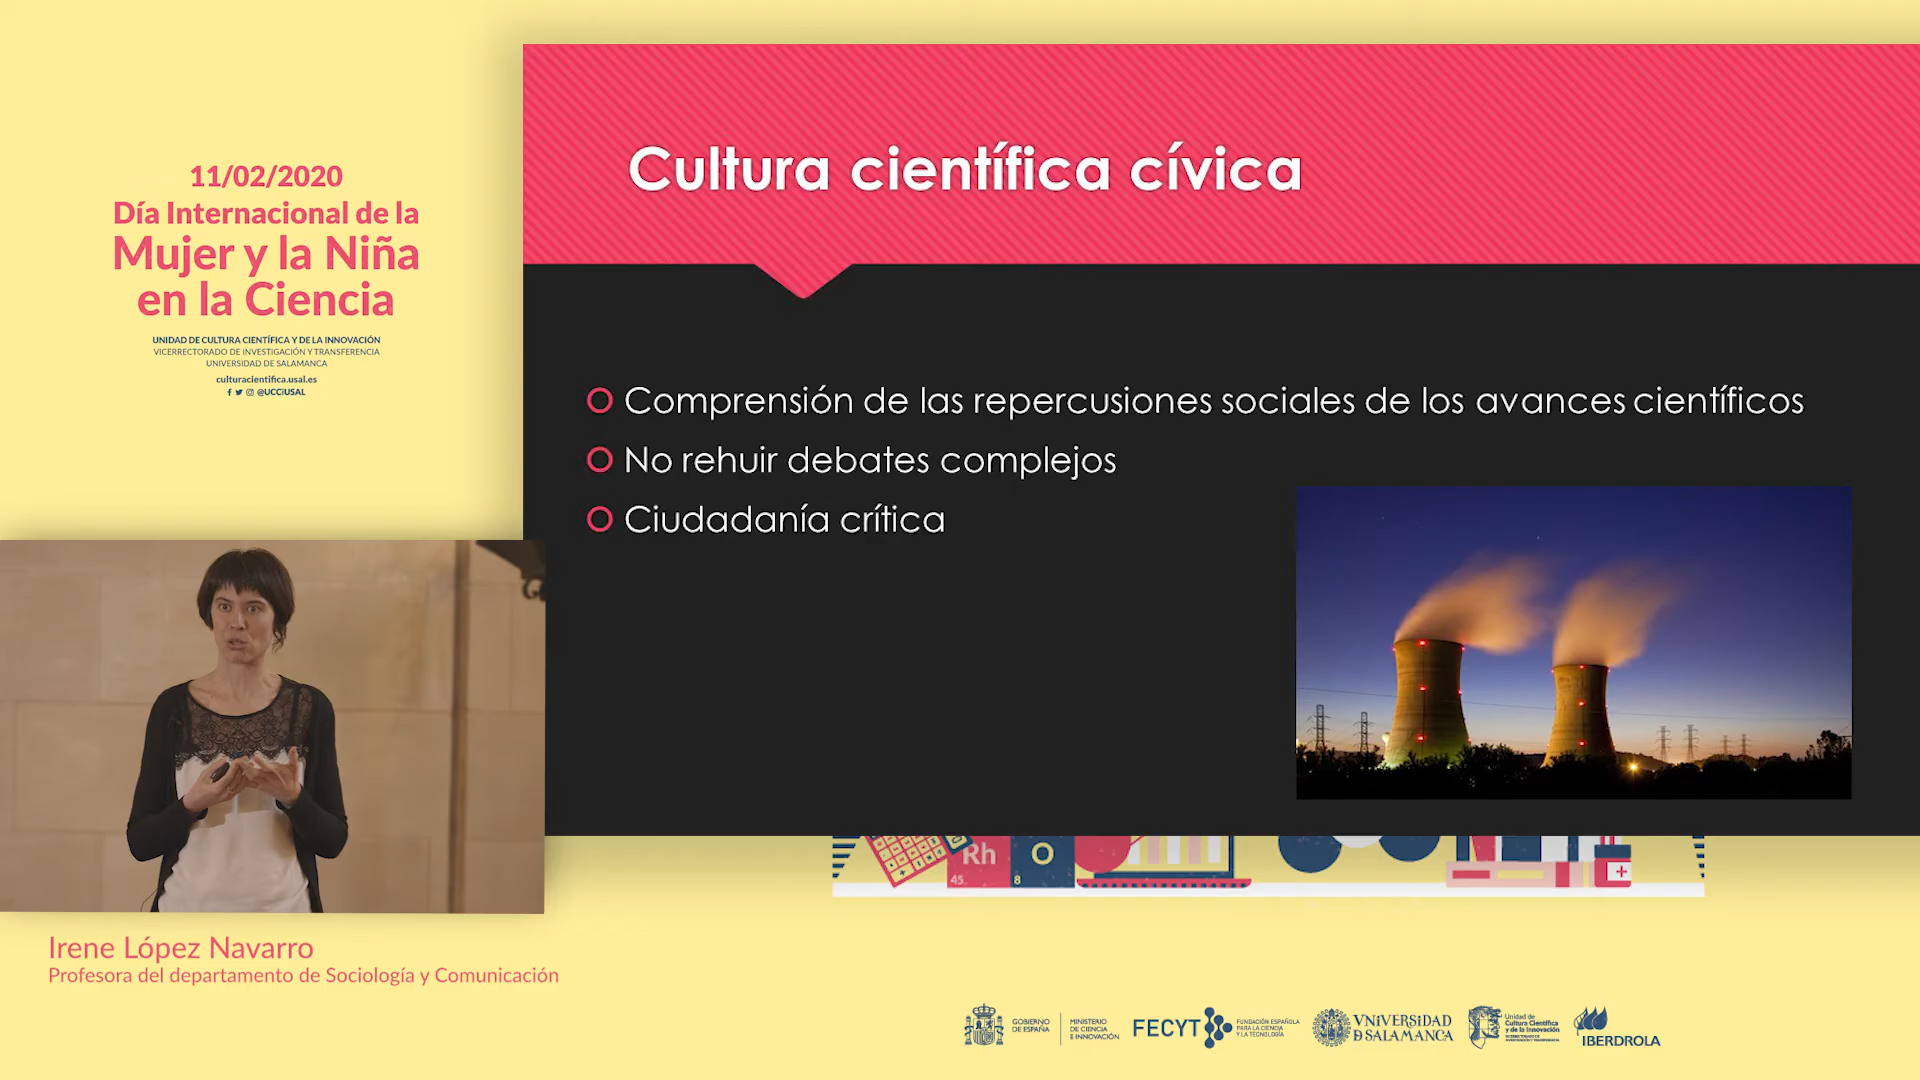 11/02/2020
Día Internacional de la
Mujer y la Niña
en la Ciencia
UNIDAD DE CULTURA CIENTÍFICA Y DE LA INNOVACIÓN
VICERRECTORADO DE INVESTIGACIÓN Y TRANSFERENCIA
UNIVERSIDAD DE SALAMANCA
culturacientifica.usal.es
@UCCiUSAL
Cultura científica cívica
Comprensión de las repercusiones sociales de los avances científicos
No rehuir debates complejos
Ciudadanía crítica
Rh
45
O
8
Irene López Navarro
Profesora del departamento de Sociología y Comunicación
GOBIERNO
DE ESPAÑA
MINISTERIO
DE CIENCIA
E INNOVACIÓN
FECYT
FUNDACIÓN ESPAÑOLA
PARA LA CIENCIA
Y LA TECNOLOGÍA
VNiVERSiDAD
D SALAMANCA
Unidad de
Cultura Científica
y de la Innovación
IBERDROLA